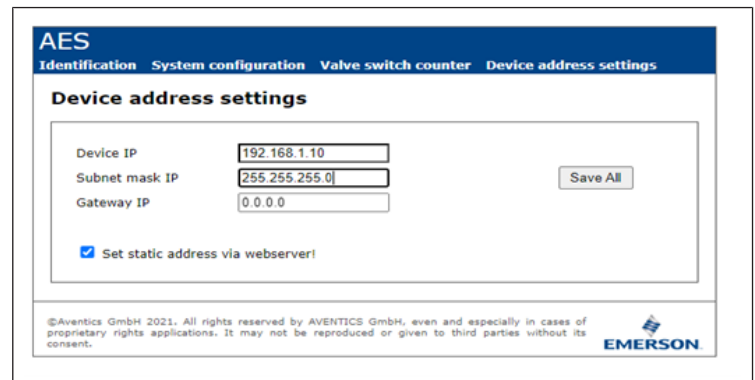 AES
Identification System configuration Valve switch counter Device address settings
Device address settings
Device IP 192.168.1.10
Subnet mask IP 255.255.255.0
Save All
Gateway IP 0.0.0.0
Set static address via webserver!
©Aventics GmbH 2021. All rights reserved by AVENTICS GmbH, even and especially in cases of
proprietary rights applications. It may not be reproduced or given to third parties without its
consent.
EMERSON